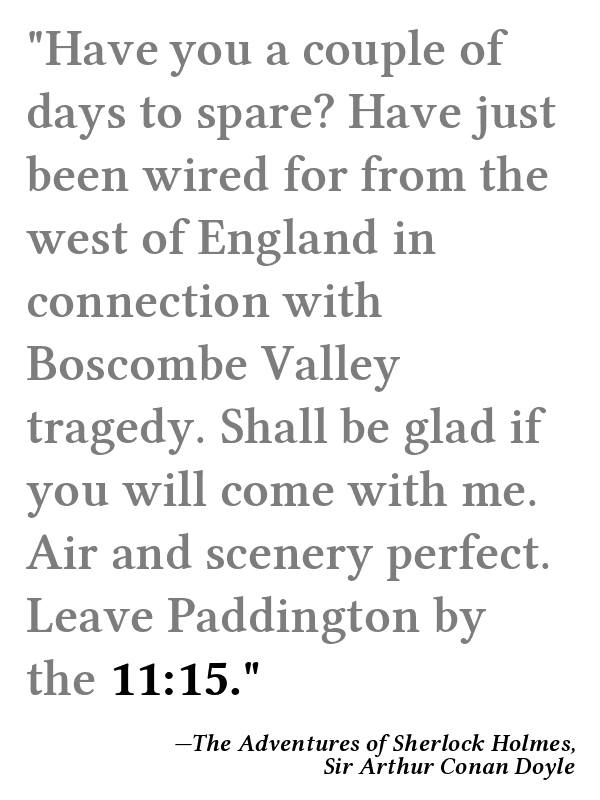 "Have you a couple of
days to spare? Have just
been wired for from the
west of England in
connection with
Boscombe Valley
tragedy. Shall be glad if
you will come with me.
Air and scenery perfect.
Leave Paddington by
the 11:15."
—The Adventures of Sherlock Holmes,
Sir Arthur Conan Doyle